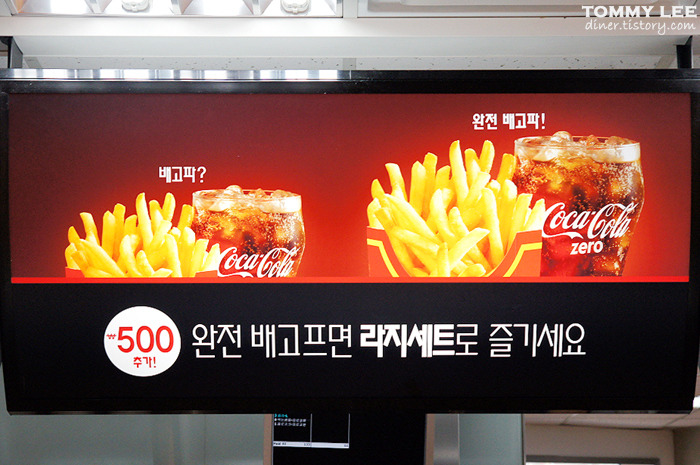 TOMMY LEE
diner.tistory.com
완전 배고파!
배고파?
Coca-Cola
Coca-Cola
zero
₩500
추가!
완전 배고프면 라지세트로 즐기세요